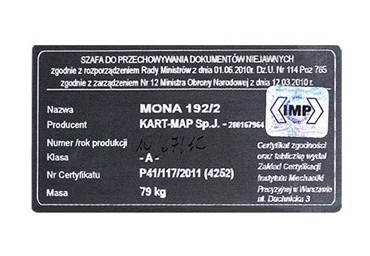 SZAFA DO PRZECHOWYWANIA DOKUMENTÓW NIEJAWNYCH
zgodnie z rozporządzeniem Rady Ministrów z dnia 01.06.2010r. Dz.U. Nr 114 Poz 765
zgodnie z zarządzeniem Nr 12 Ministra Obrony Narodowej z dnia 12.03.2010 r.
Nazwa MONA 192/2
Producent KART-MAP Sp.J. - 280167964
IMP
Numer /rok produkcji
Klasa - A -
Nr Certyfikatu P41/117/2011 (4252)
Masa 79 kg
Certyfikat zgodności
oraz tabliczkę wydał
Zakład Certyfikacji
Instytutu Mechaniki
Precyzyjnej w Warszawie
ul. Duchnicka 3